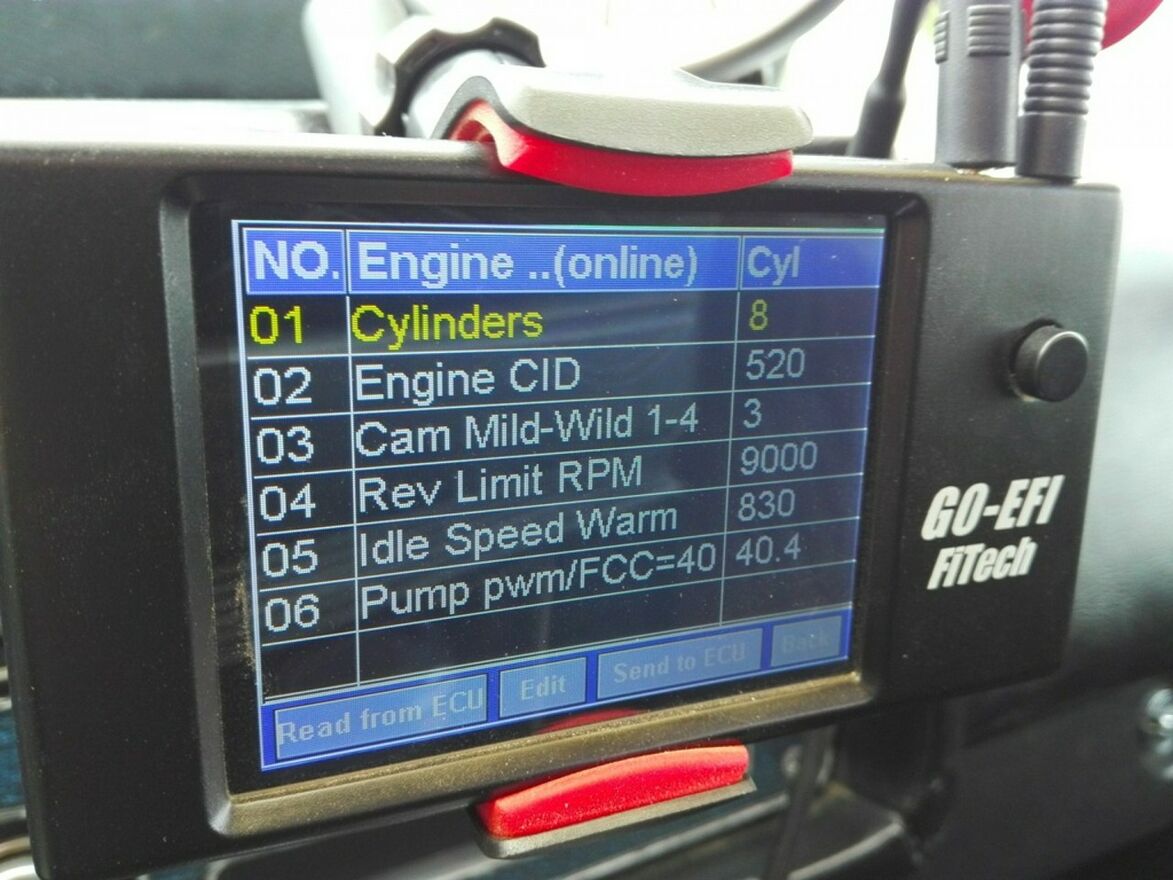 NO. Engine ..(online) Cyl
01 Cylinders 8
02 Engine CID 520
03 Cam Mild-Wild 1-4 3
04 Rev Limit RPM 9000
05 Idle Speed Warm 830
06 Pump pwm/FCC=40 40.4
Read from ECU Edit Send to ECU Back
GO-EFI
FiTech